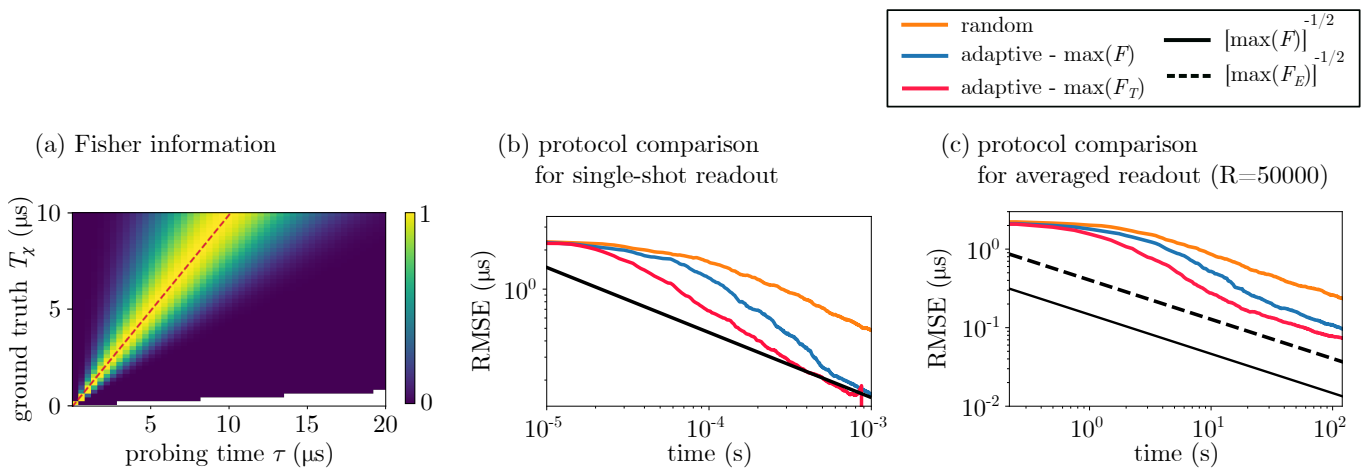 random
adaptive - max(F)
adaptive - max(F_T)
[max(F)]^-1/2
[max(F_E)]^-1/2
(a) Fisher information
ground truth T_χ (μs)
10
5
0
5
10
15
20
probing time τ (μs)
1
0
(b) protocol comparison
for single-shot readout
RMSE (μs)
10^0
10^-5
10^-4
10^-3
time (s)
(c) protocol comparison
for averaged readout (R=50000)
RMSE (μs)
10^0
10^-1
10^-2
10^0
10^1
10^2
time (s)